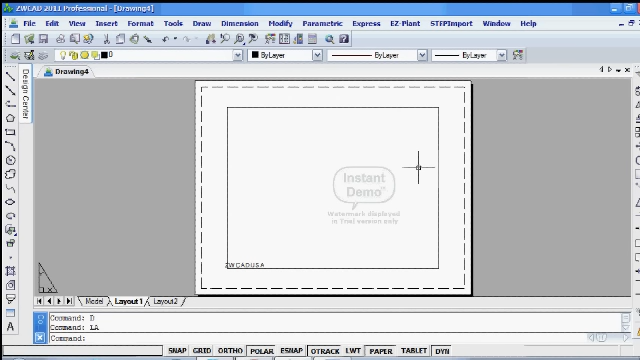 ZWCAD 2011 Professional - [Drawing4]
File Edit View Insert Format Tools Draw Dimension Modify Parametric Express EZ-Plant STFPImport Window Help
0 ByLayer ByLayer ByLayer
Drawing4
Design Center
Instant
Demo
Watermark displayed
in Trial version only
ZWCADUSA
Model Layout1 Layout2
Command: D
Command: LA
Command:
SNAP GRID ORTHO POLAR ESNAP OTRACK LWT PAPER TABLET DYN